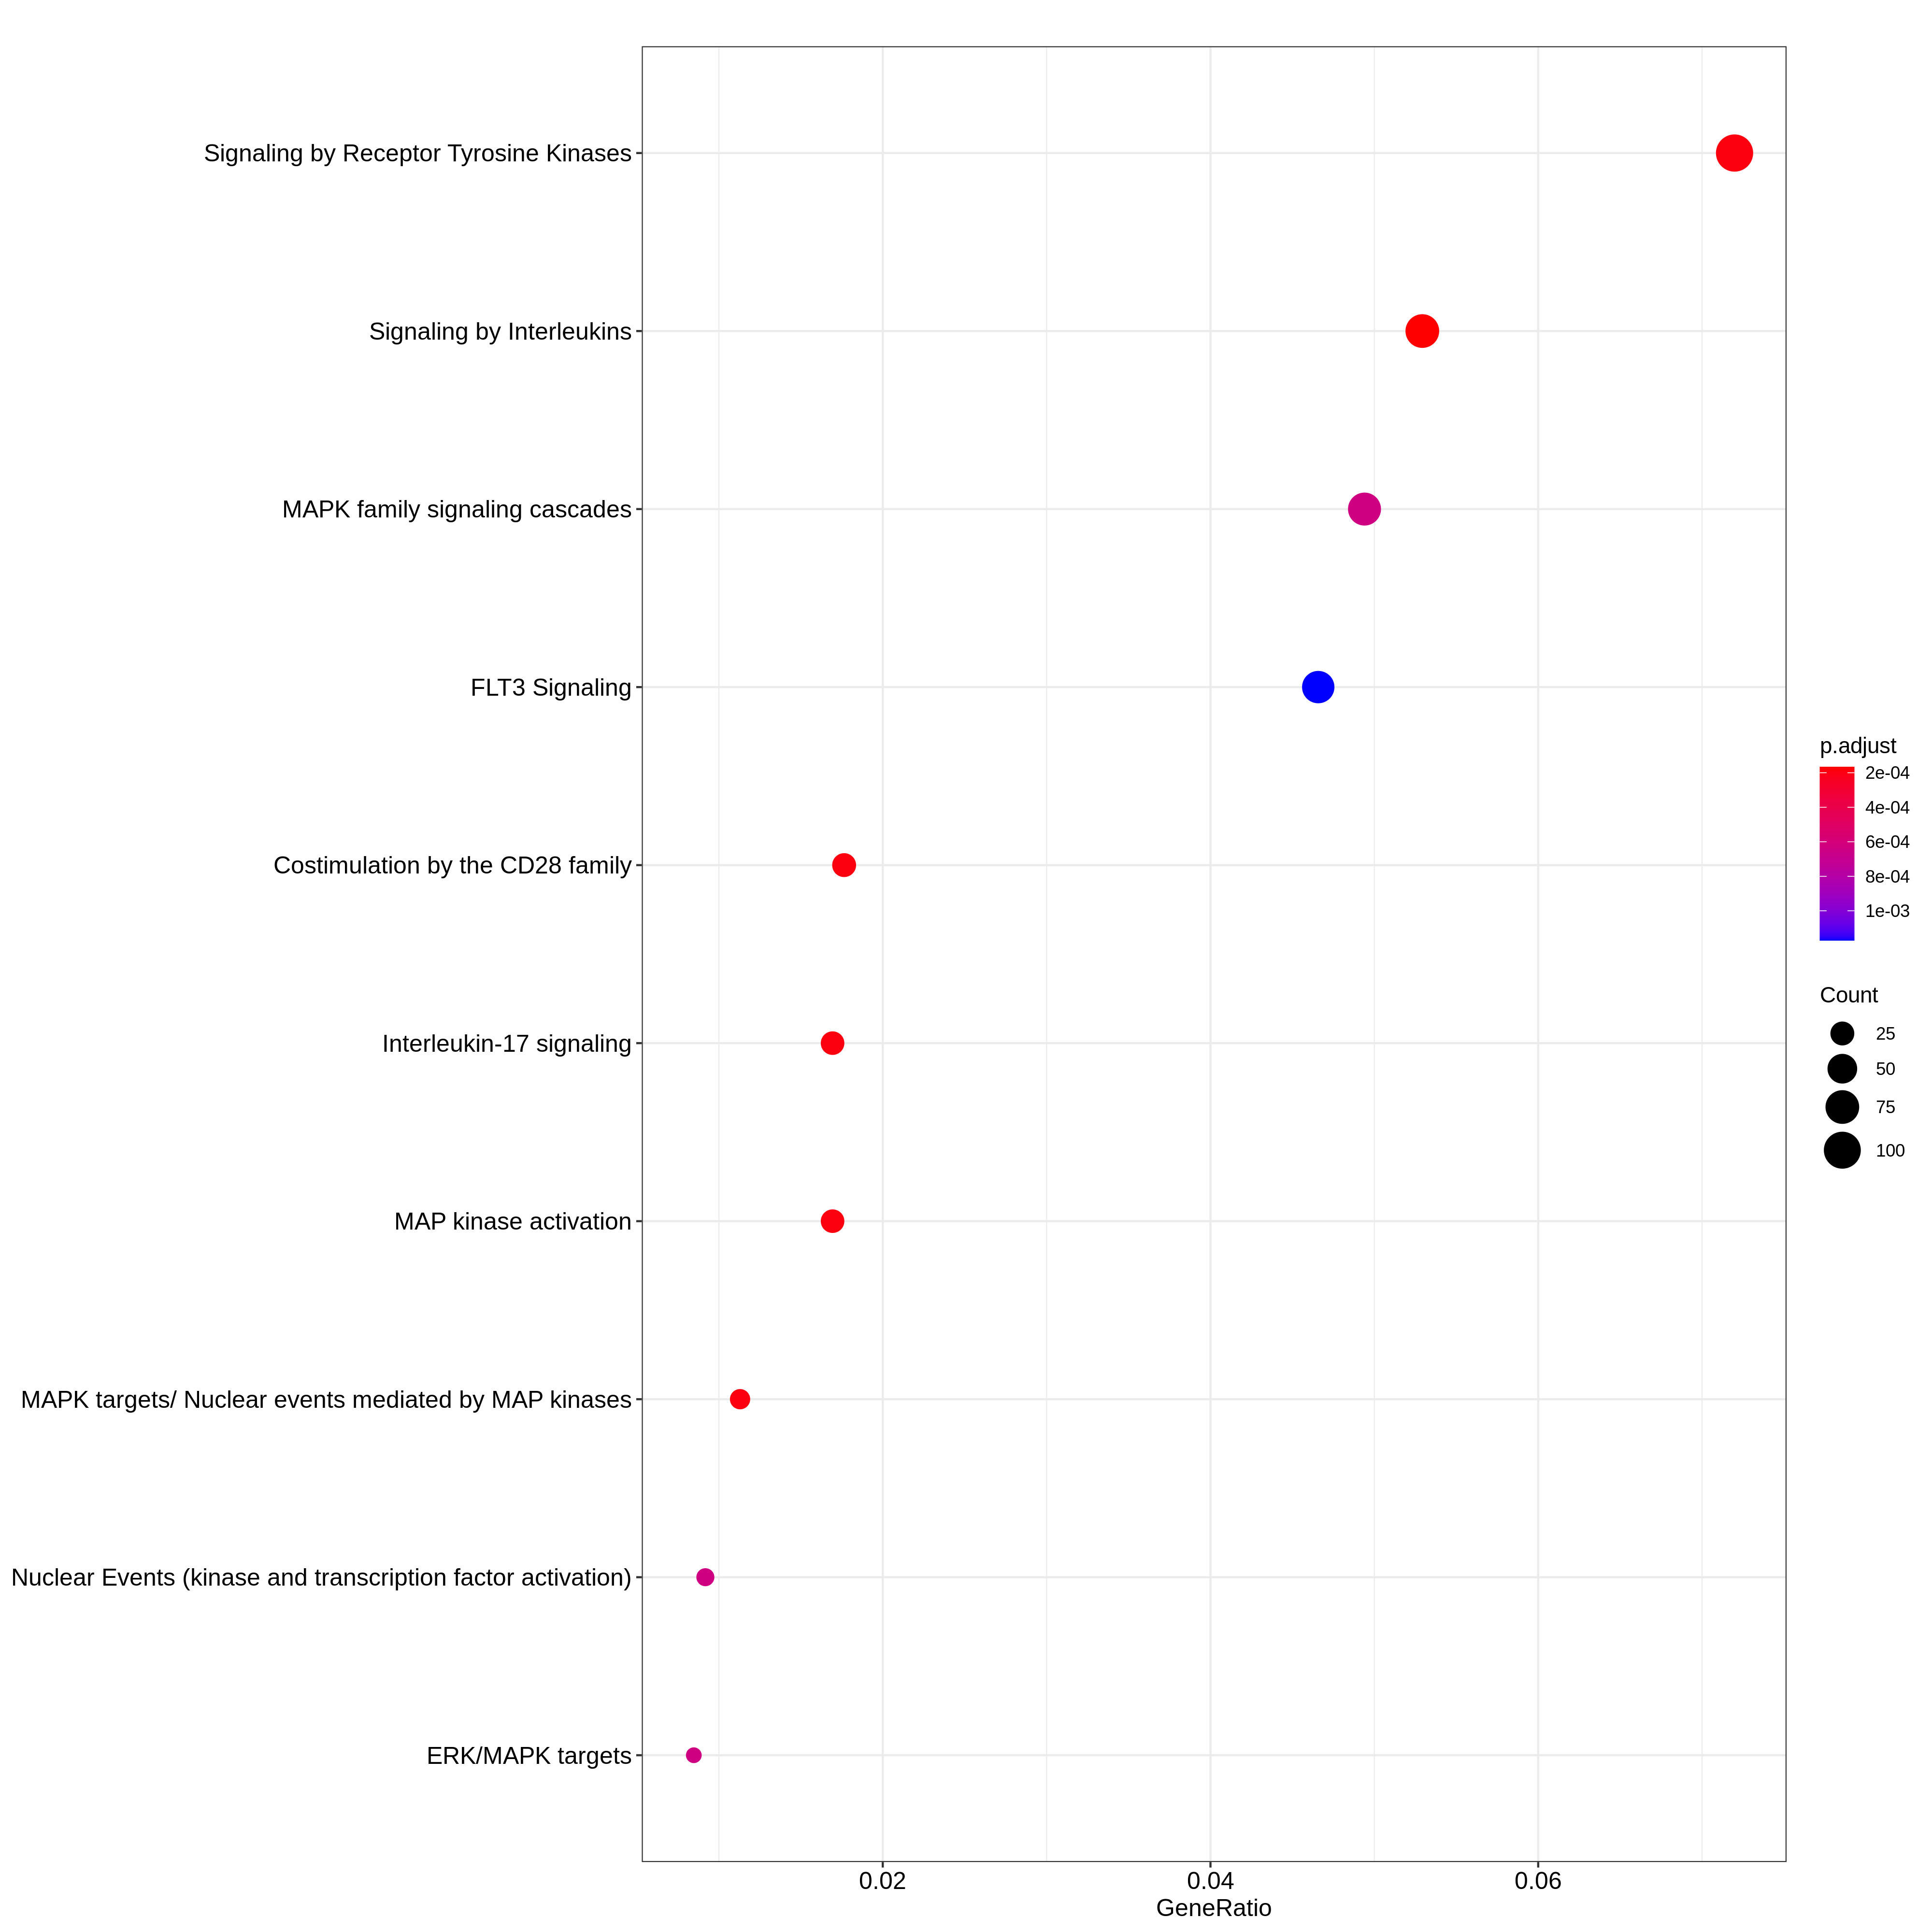 Signaling by Receptor Tyrosine Kinases
Signaling by Interleukins
MAPK family signaling cascades
FLT3 Signaling
Costimulation by the CD28 family
Interleukin-17 signaling
MAP kinase activation
MAPK targets/ Nuclear events mediated by MAP kinases
Nuclear Events (kinase and transcription factor activation)
ERK/MAPK targets
0.02
0.04
0.06
GeneRatio
p.adjust
2e-04
4e-04
6e-04
8e-04
1e-03
Count
25
50
75
100